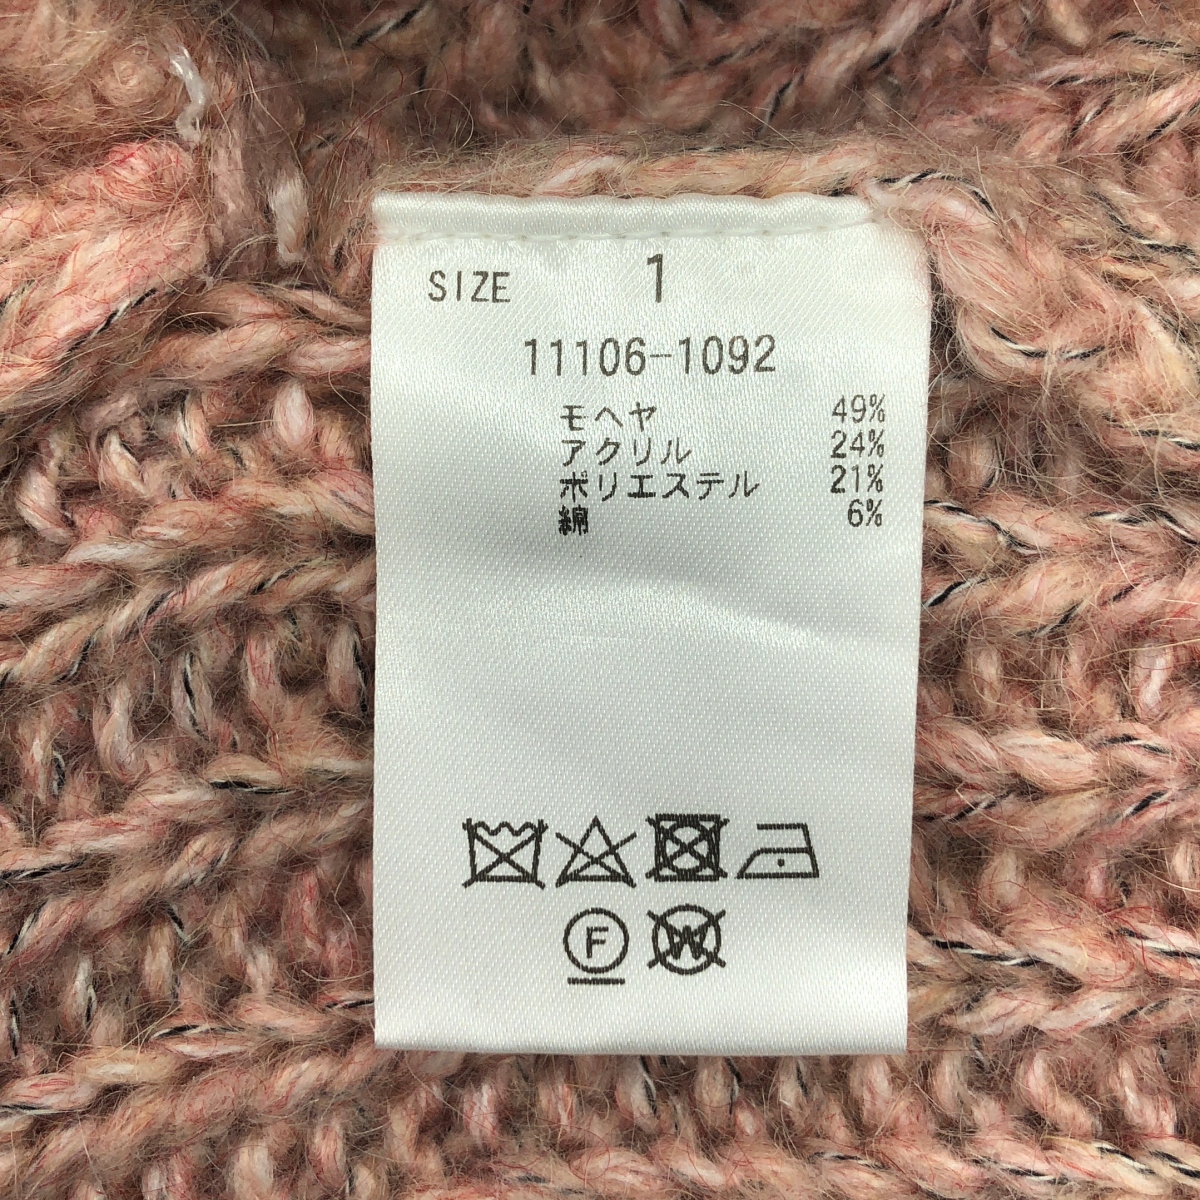 SIZE 1
11106-1092
モヘヤ 49%
アクリル 24%
ポリエステル 21%
綿 6%
F W